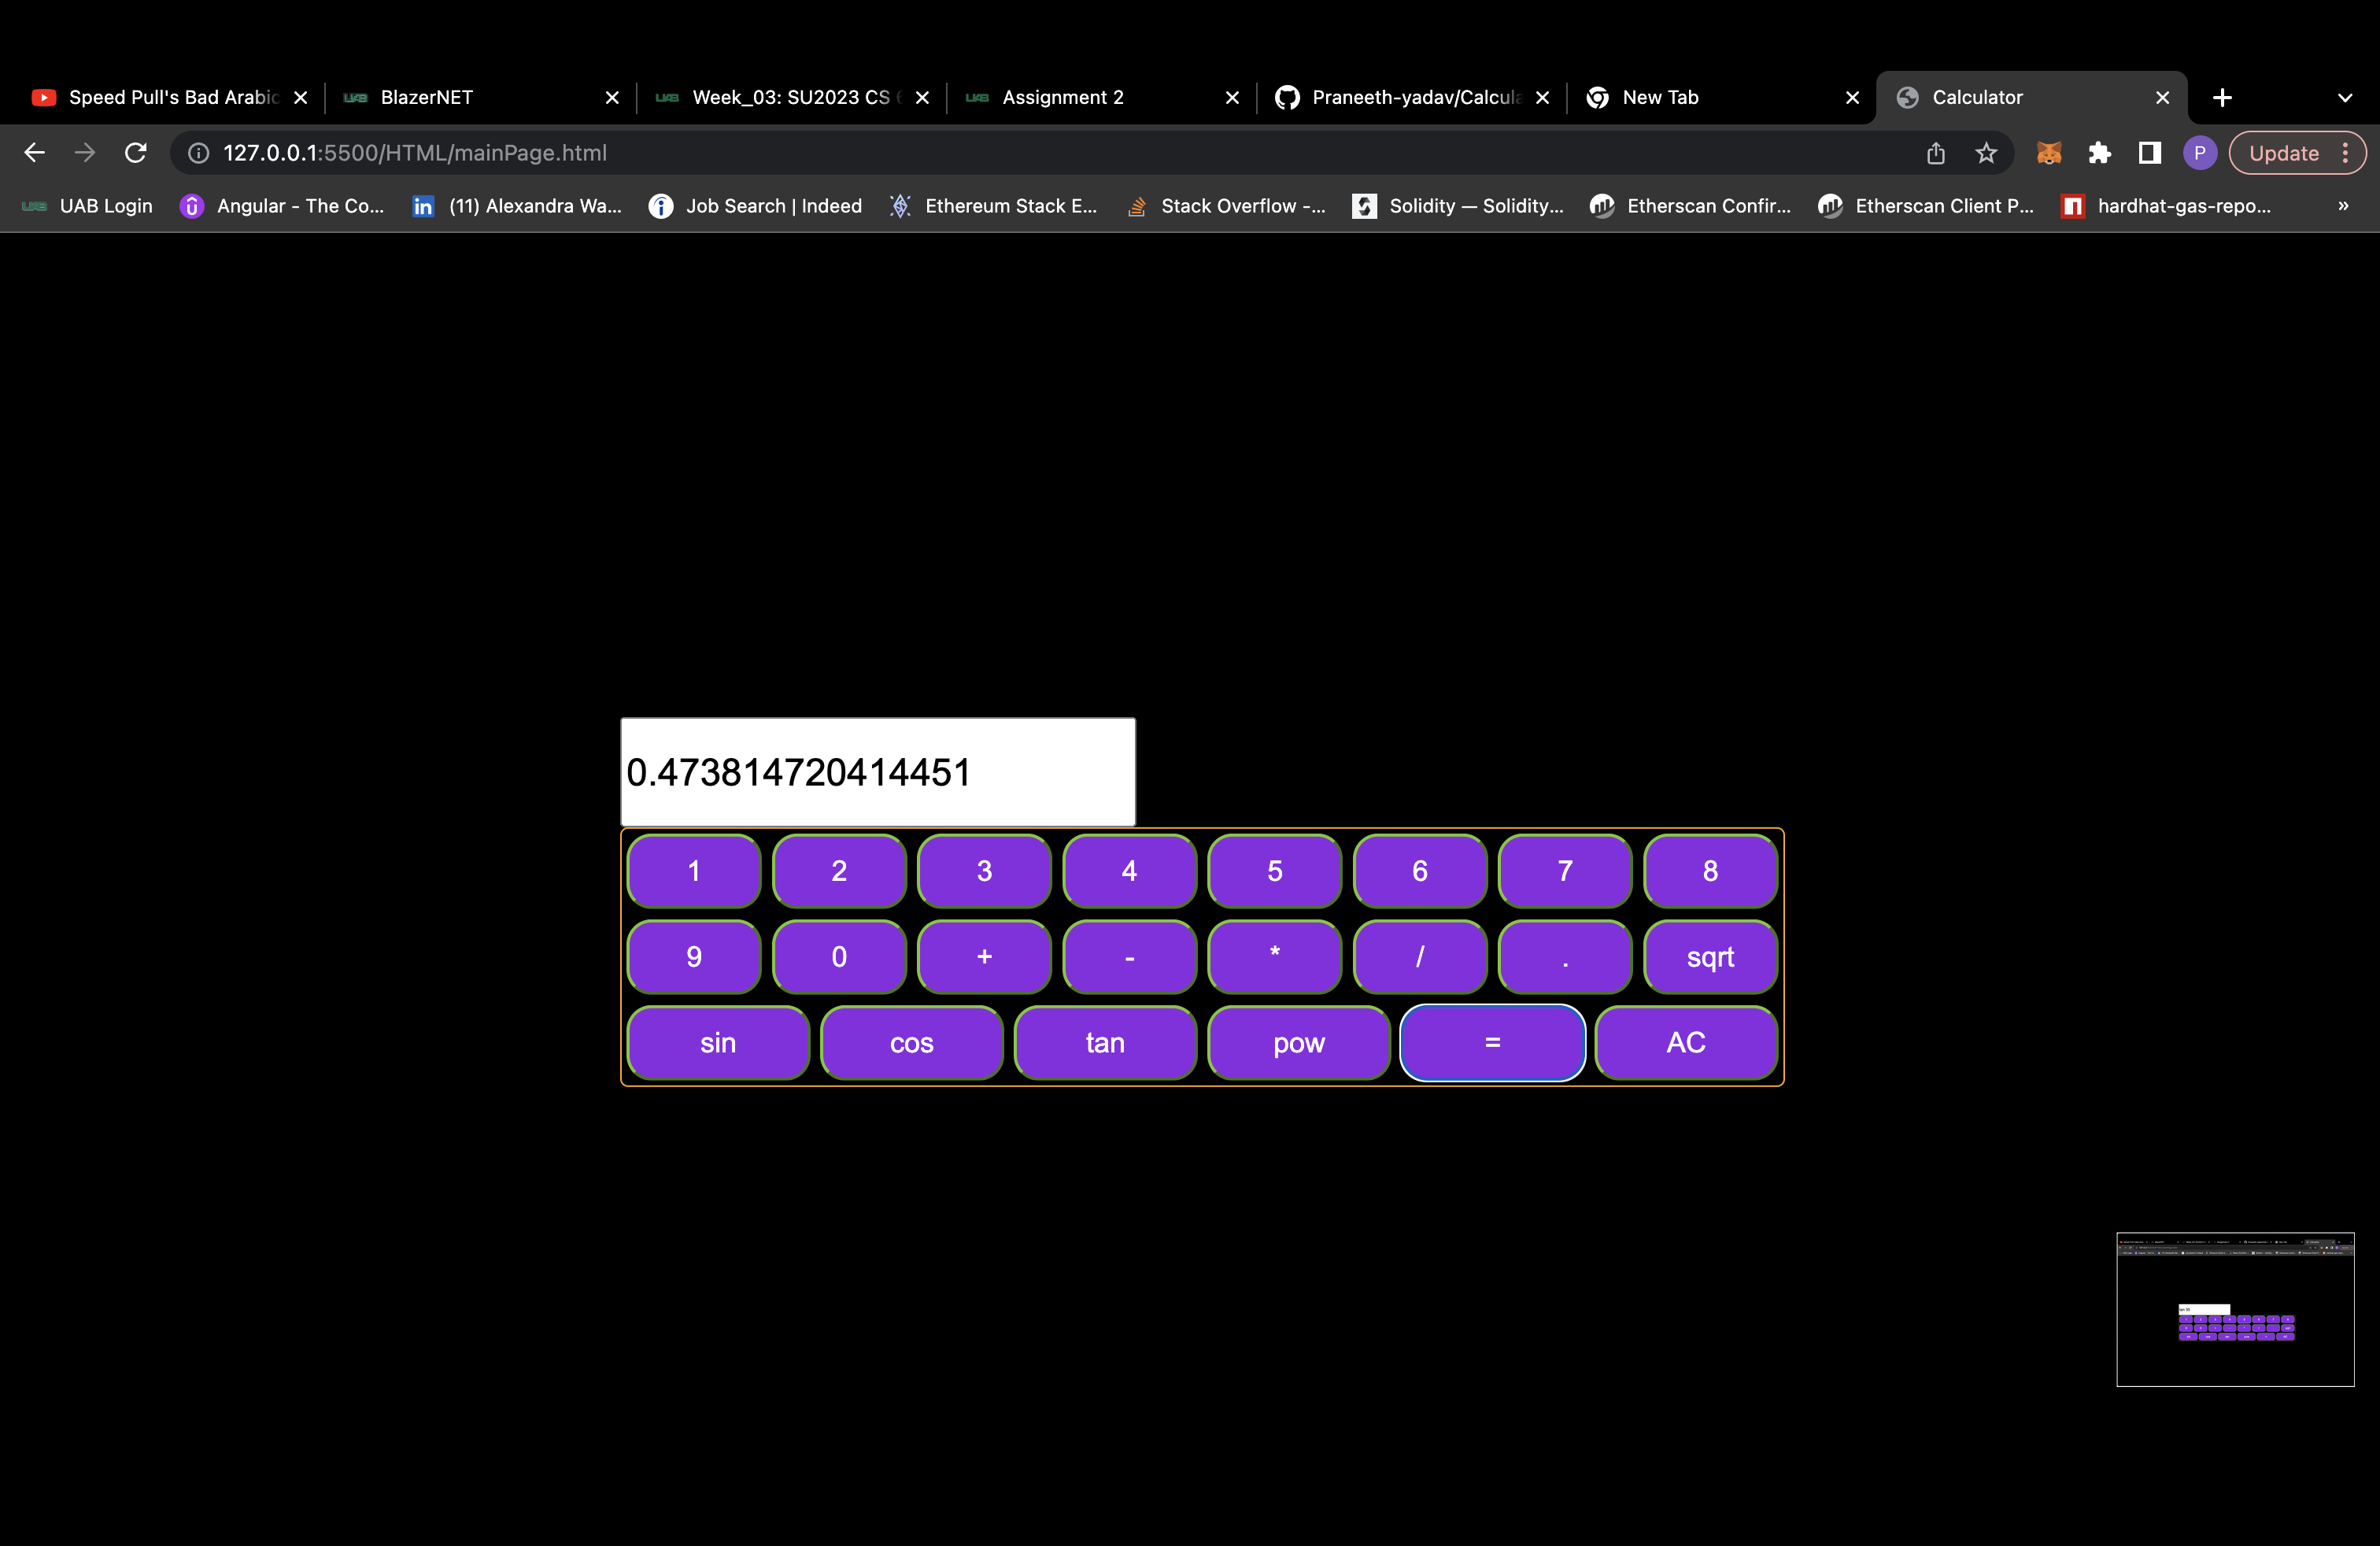 Speed Pull's Bad Arabic
BlazerNET
Week_03: SU2023 CS 6
Assignment 2
Praneeth-yadav/Calcula
New Tab
Calculator
127.0.0.1:5500/HTML/mainPage.html
P
Update
UAB Login
Angular - The Co...
in
(11) Alexandra Wa...
Job Search | Indeed
Ethereum Stack E...
Stack Overflow -...
Solidity — Solidity...
Etherscan Confir...
Etherscan Client P...
hardhat-gas-repo...
»
0.473814720414451
1 2 3 4 5 6 7 8
9 0 + - * / . sqrt
sin cos tan pow = AC